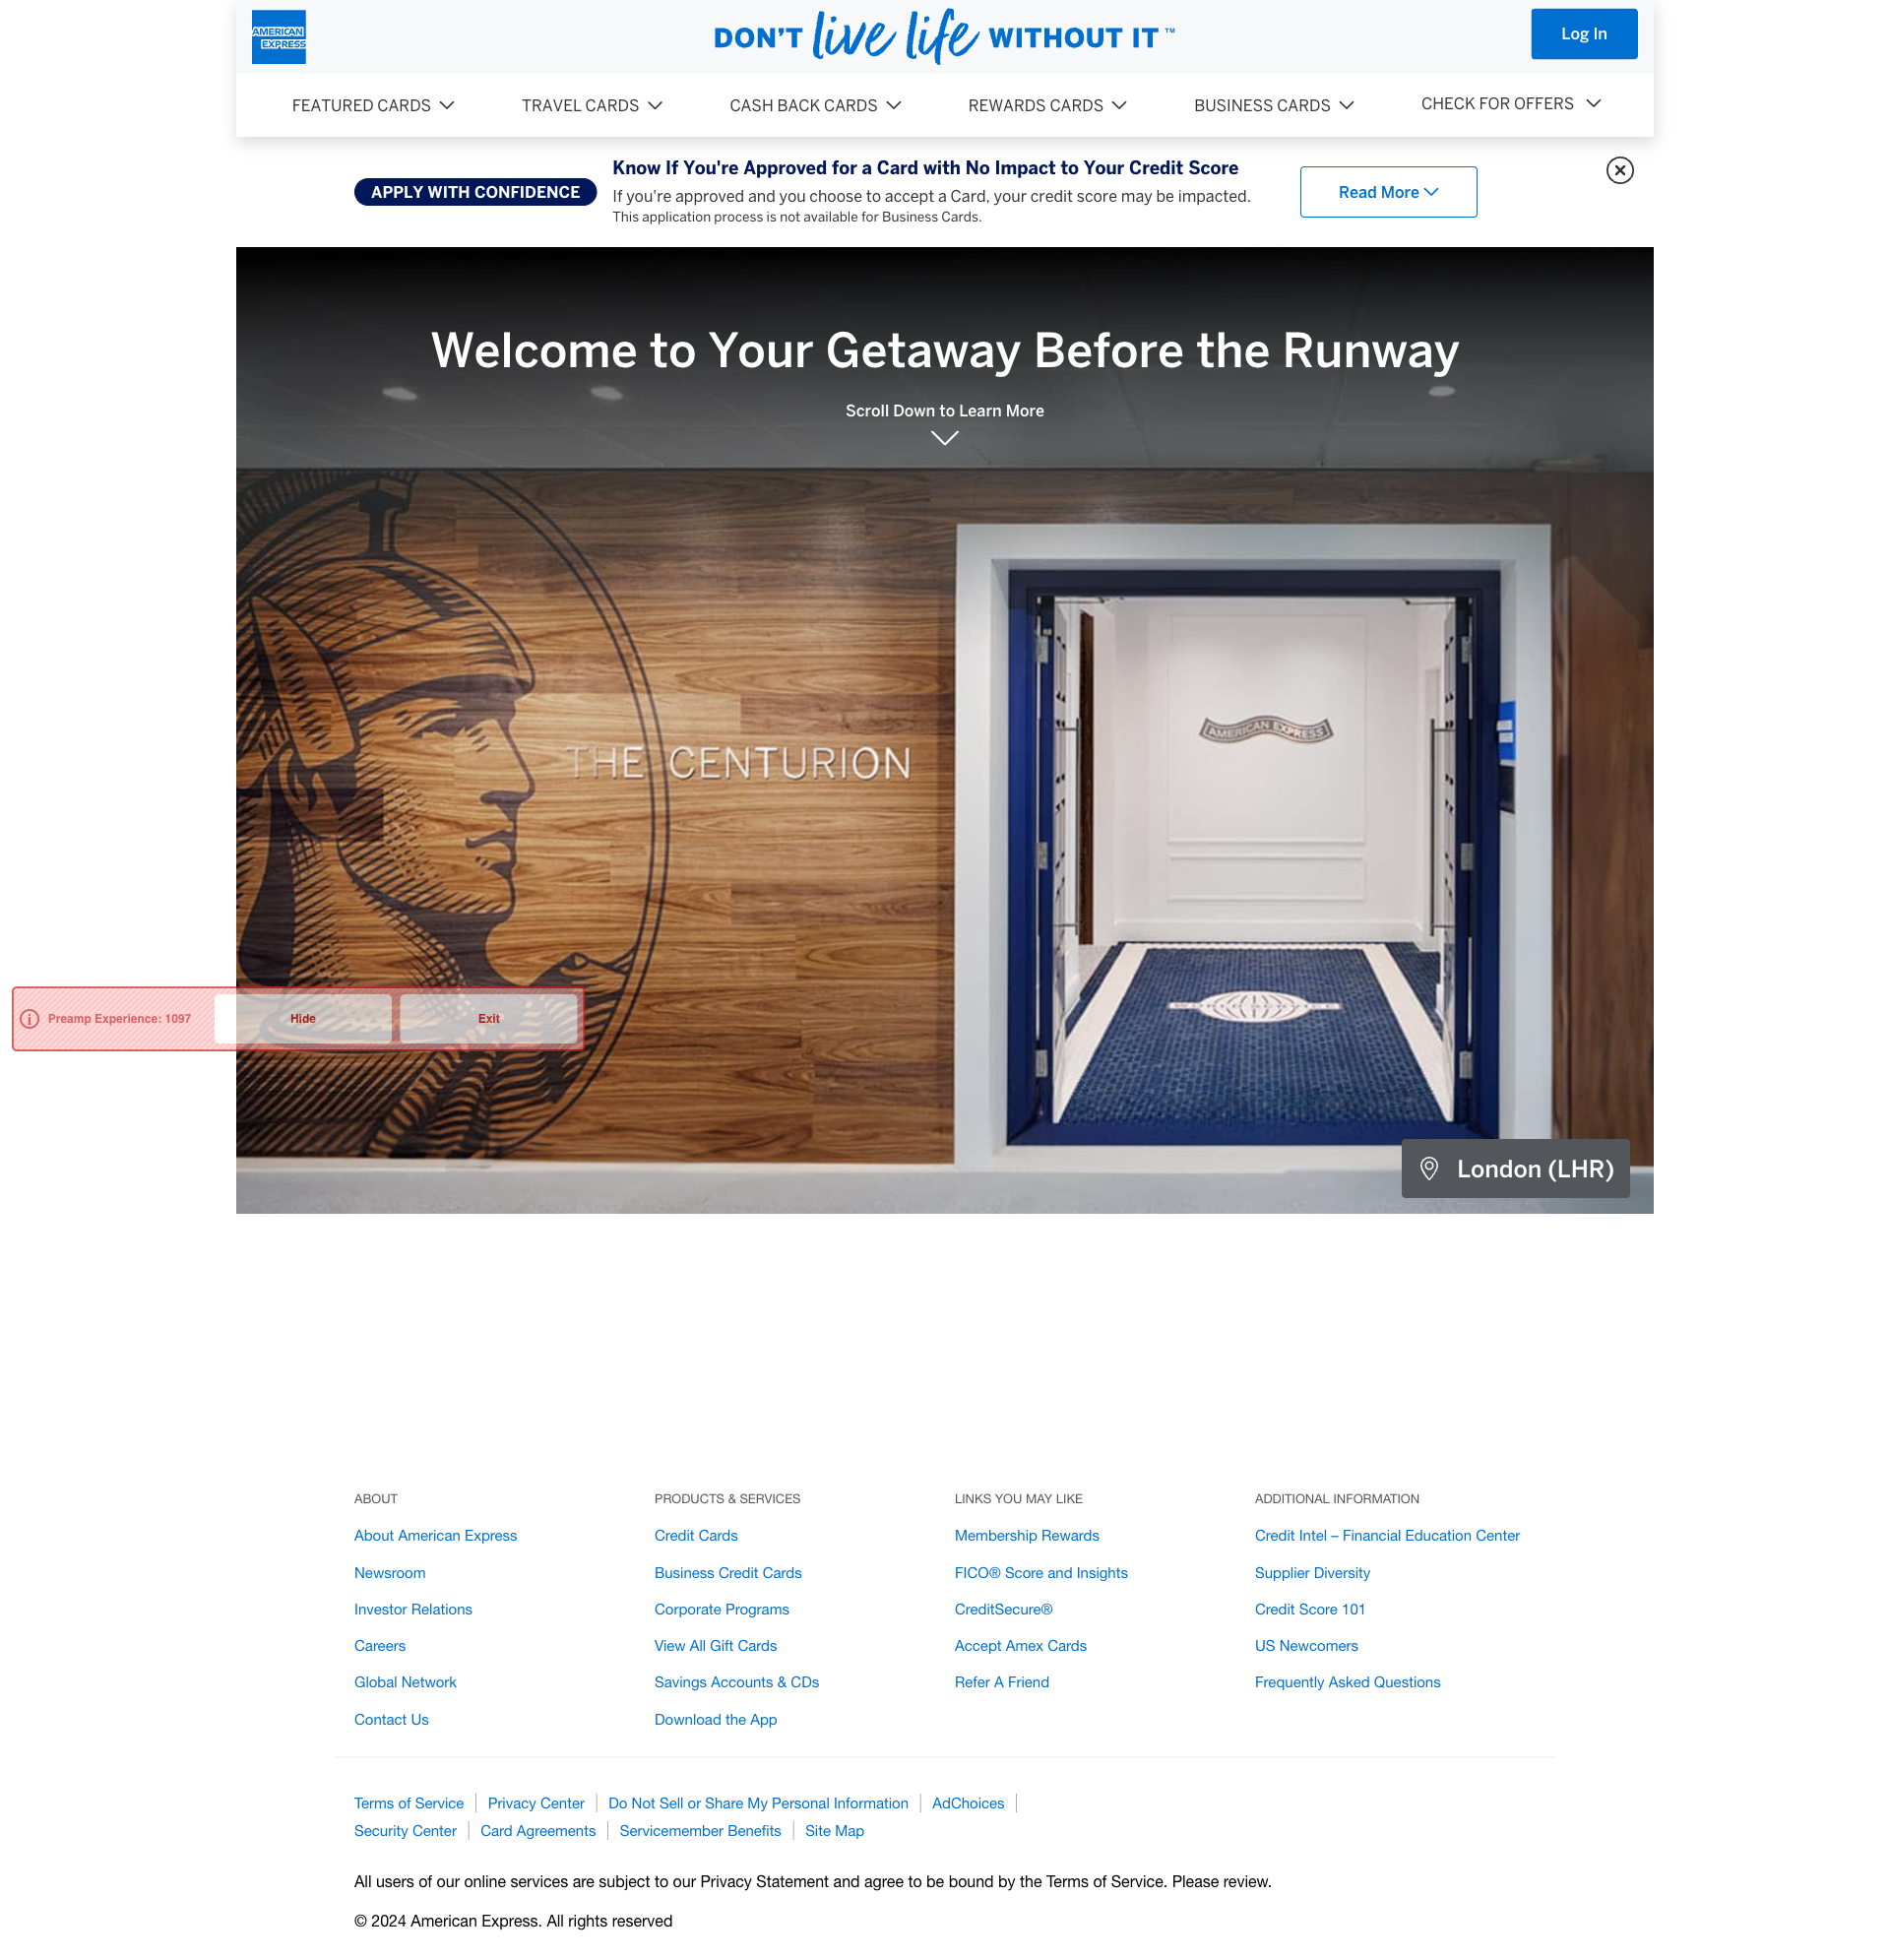 AMERICAN
EXPRESS
DON'T live life WITHOUT IT ™
Log In
FEATURED CARDS
TRAVEL CARDS
CASH BACK CARDS
REWARDS CARDS
BUSINESS CARDS
CHECK FOR OFFERS
APPLY WITH CONFIDENCE
Know If You're Approved for a Card with No Impact to Your Credit Score
If you're approved and you choose to accept a Card, your credit score may be impacted.
This application process is not available for Business Cards.
Read More
Welcome to Your Getaway Before the Runway
Scroll Down to Learn More
THE CENTURION
AMERICAN EXPRESS
WORLD SERVICE
Preamp Experience: 1097
Hide
Exit
London (LHR)
ABOUT
About American Express
Newsroom
Investor Relations
Careers
Global Network
Contact Us
PRODUCTS & SERVICES
Credit Cards
Business Credit Cards
Corporate Programs
View All Gift Cards
Savings Accounts & CDs
Download the App
LINKS YOU MAY LIKE
Membership Rewards
FICO® Score and Insights
CreditSecure®
Accept Amex Cards
Refer A Friend
ADDITIONAL INFORMATION
Credit Intel – Financial Education Center
Supplier Diversity
Credit Score 101
US Newcomers
Frequently Asked Questions
Terms of Service | Privacy Center | Do Not Sell or Share My Personal Information | AdChoices |
Security Center | Card Agreements | Servicemember Benefits | Site Map
All users of our online services are subject to our Privacy Statement and agree to be bound by the Terms of Service. Please review.
© 2024 American Express. All rights reserved